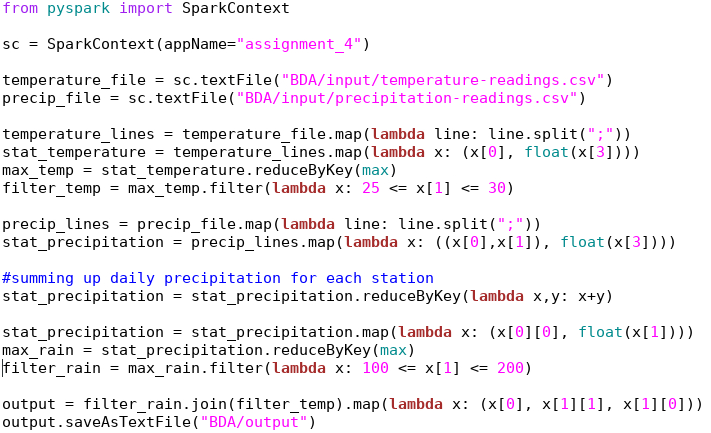 from pyspark import SparkContext
sc = SparkContext(appName="assignment_4")
temperature_file = sc.textFile("BDA/input/temperature-readings.csv")
precip_file = sc.textFile("BDA/input/precipitation-readings.csv")
temperature_lines = temperature_file.map(lambda line: line.split(";"))
stat_temperature = temperature_lines.map(lambda x: (x[0], float(x[3])))
max_temp = stat_temperature.reduceByKey(max)
filter_temp = max_temp.filter(lambda x: 25 <= x[1] <= 30)
precip_lines = precip_file.map(lambda line: line.split(";"))
stat_precipitation = precip_lines.map(lambda x: ((x[0],x[1]), float(x[3])))
#summing up daily precipitation for each station
stat_precipitation = stat_precipitation.reduceByKey(lambda x,y: x+y)
stat_precipitation = stat_precipitation.map(lambda x: (x[0][0], float(x[1])))
max_rain = stat_precipitation.reduceByKey(max)
filter_rain = max_rain.filter(lambda x: 100 <= x[1] <= 200)
output = filter_rain.join(filter_temp).map(lambda x: (x[0], x[1][1], x[1][0]))
output.saveAsTextFile("BDA/output")